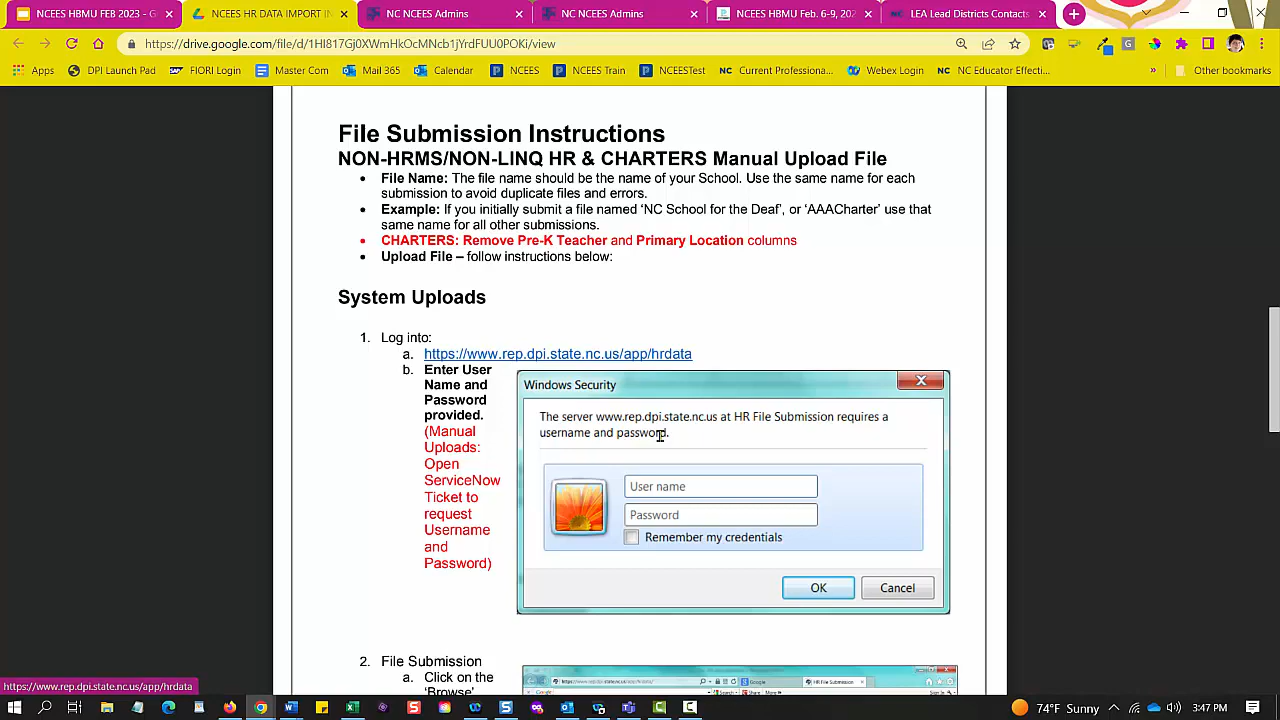 NCEES HBMU FEB 2023 - G
NCEES HR DATA IMPORT IN
NC NCEES Admins
NC NCEES Admins
NCEES HBMU Feb. 6-9, 202
LEA Lead Districts Contacts
https://drive.google.com/file/d/1HI817Gj0XWmHkOcMNcb1jYrdFUU0POKi/view
Apps
DPI Launch Pad
FIORI Login
Master Com
Mail 365
Calendar
NCEES
NCEES Train
NCEESTest
NC Current Professiona...
Webex Login
NC NC Educator Effecti...
»
Other bookmarks
File Submission Instructions
NON-HRMS/NON-LINQ HR & CHARTERS Manual Upload File
• File Name: The file name should be the name of your School. Use the same name for each
submission to avoid duplicate files and errors.
• Example: If you initially submit a file named ‘NC School for the Deaf’, or ‘AAACharter’ use that
same name for all other submissions.
• CHARTERS: Remove Pre-K Teacher and Primary Location columns
• Upload File – follow instructions below:
System Uploads
1. Log into:
a. https://www.rep.dpi.state.nc.us/app/hrdata
b. Enter User
Name and
Password
provided.
(Manual
Uploads:
Open
ServiceNow
Ticket to
request
Username
and
Password)
Windows Security
X
The server www.rep.dpi.state.nc.us at HR File Submission requires a
username and password.
User name
Password
Remember my credentials
OK
Cancel
2. File Submission
a. Click on the
‘Browse’
Google
HR File Submission
https://www.rep.dpi.state.nc.us/app/hrdata
74°F Sunny
3:47 PM